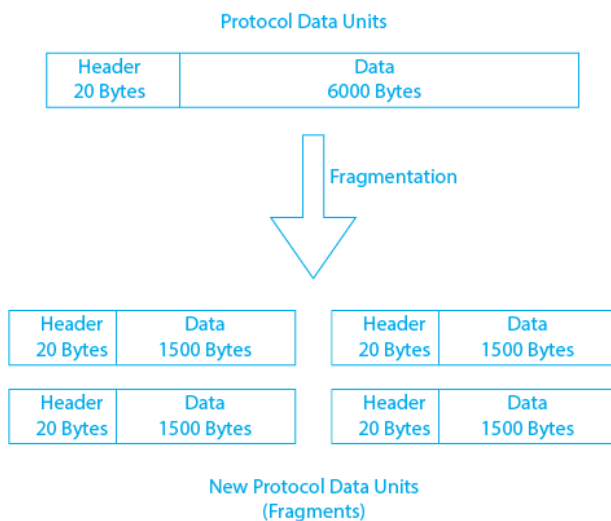 Protocol Data Units
Header Data
20 Bytes 6000 Bytes
Fragmentation
Header Data Header Data
20 Bytes 1500 Bytes 20 Bytes 1500 Bytes
Header Data Header Data
20 Bytes 1500 Bytes 20 Bytes 1500 Bytes
New Protocol Data Units
(Fragments)